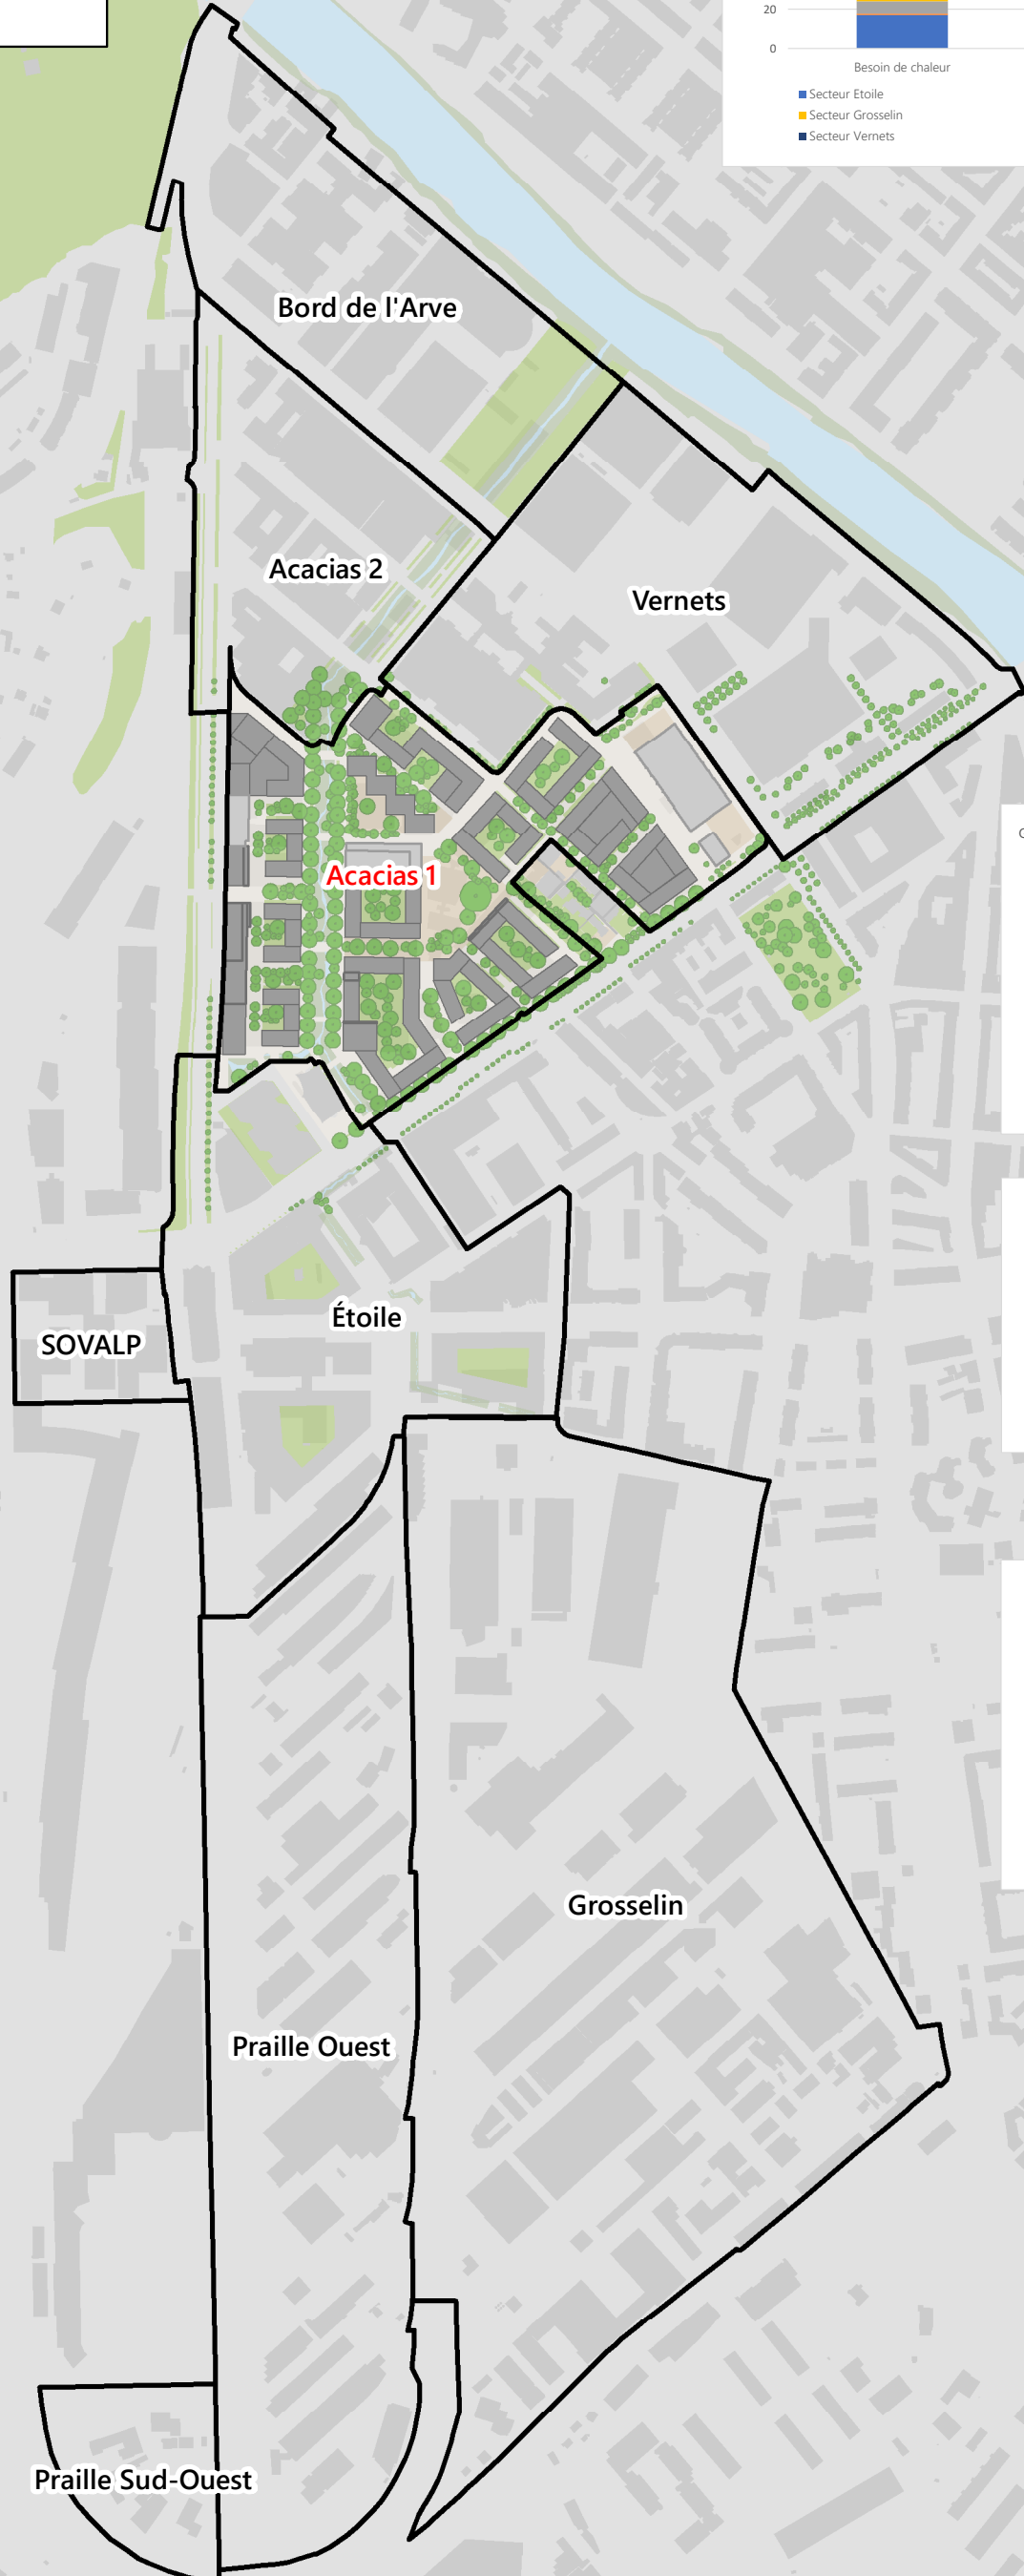 20
0
Besoin de chaleur
Secteur Etoile
Secteur Grosselin
Secteur Vernets
Bord de l'Arve
Acacias 2
Vernets
Acacias 1
Étoile
SOVALP
Grosselin
Praille Ouest
Praille Sud-Ouest